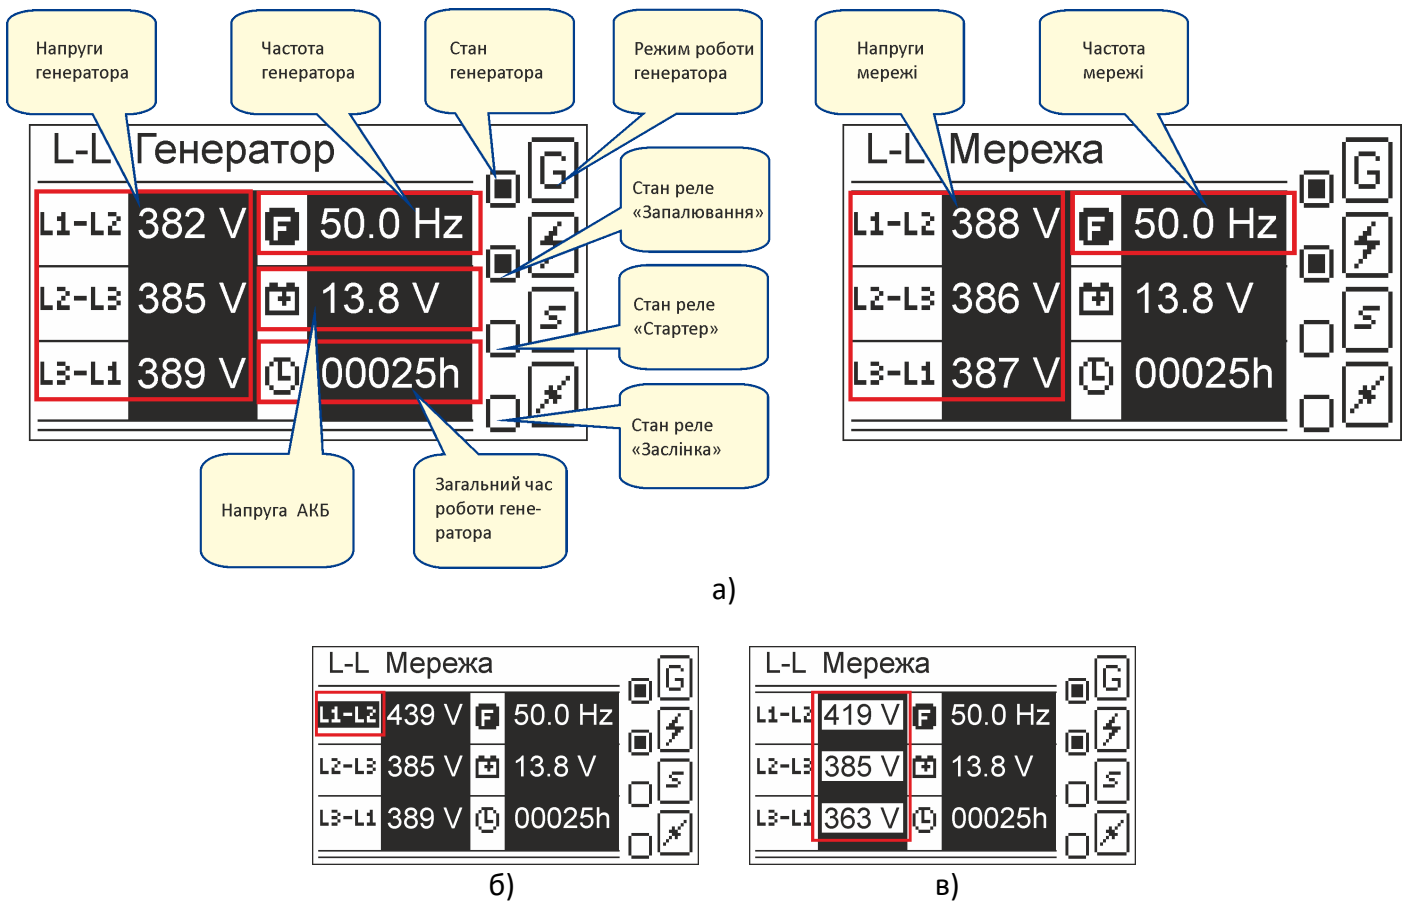 Напруги
генератора
Частота
генератора
Стан
генератора
Режим роботи
генератора
L-L Генератор
G
L1-L2 382 V F 50.0 Hz
L2-L3 385 V 13.8 V
S
L3-L1 389 V 00025h
Стан реле
«Запалювання»
Стан реле
«Стартер»
Стан реле
«Заслінка»
Напруга АКБ
Загальний час
роботи гене-
ратора
Напруги
мережі
Частота
мережі
L-L Мережа
G
L1-L2 388 V F 50.0 Hz
L2-L3 386 V 13.8 V
S
L3-L1 387 V 00025h
а)
L-L Мережа
G
L1-L2 439 V F 50.0 Hz
L2-L3 385 V 13.8 V
S
L3-L1 389 V 00025h
б)
L-L Мережа
G
L1-L2 419 V F 50.0 Hz
L2-L3 385 V 13.8 V
S
L3-L1 363 V 00025h
в)